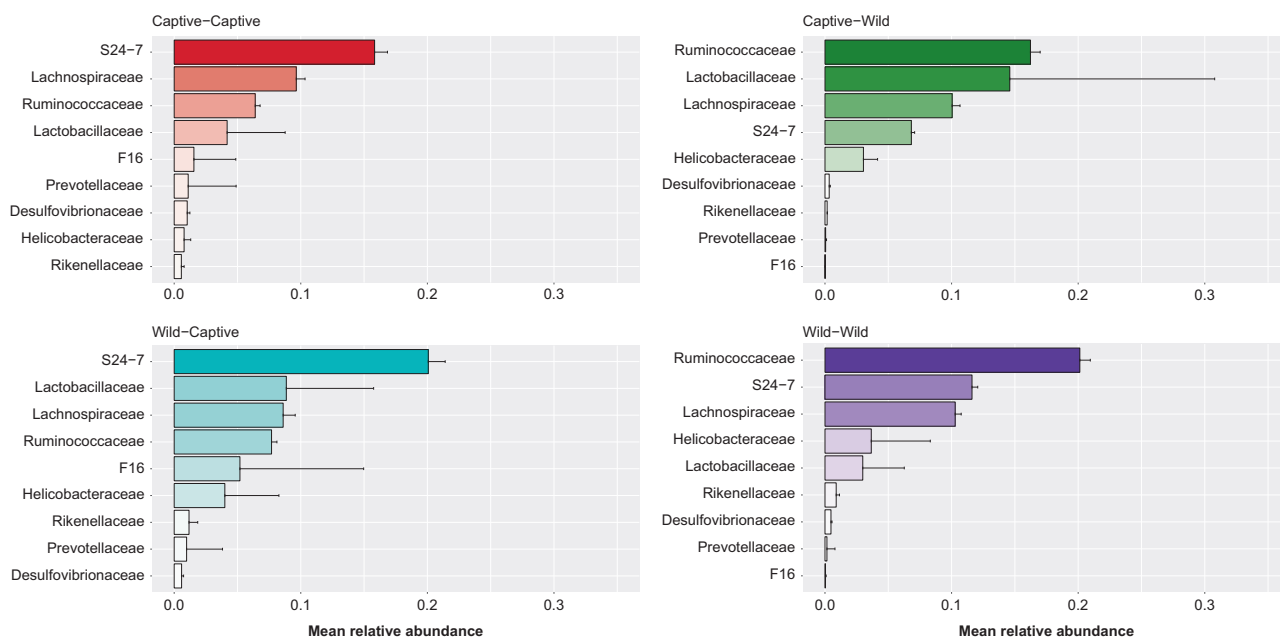 Captive−Captive
S24−7
Lachnospiraceae
Ruminococcaceae
Lactobacillaceae
F16
Prevotellaceae
Desulfovibrionaceae
Helicobacteraceae
Rikenellaceae
0.0 0.1 0.2 0.3
Captive−Wild
Ruminococcaceae
Lactobacillaceae
Lachnospiraceae
S24−7
Helicobacteraceae
Desulfovibrionaceae
Rikenellaceae
Prevotellaceae
F16
0.0 0.1 0.2 0.3
Wild−Captive
S24−7
Lactobacillaceae
Lachnospiraceae
Ruminococcaceae
F16
Helicobacteraceae
Rikenellaceae
Prevotellaceae
Desulfovibrionaceae
0.0 0.1 0.2 0.3
Mean relative abundance
Wild−Wild
Ruminococcaceae
S24−7
Lachnospiraceae
Helicobacteraceae
Lactobacillaceae
Rikenellaceae
Desulfovibrionaceae
Prevotellaceae
F16
0.0 0.1 0.2 0.3
Mean relative abundance